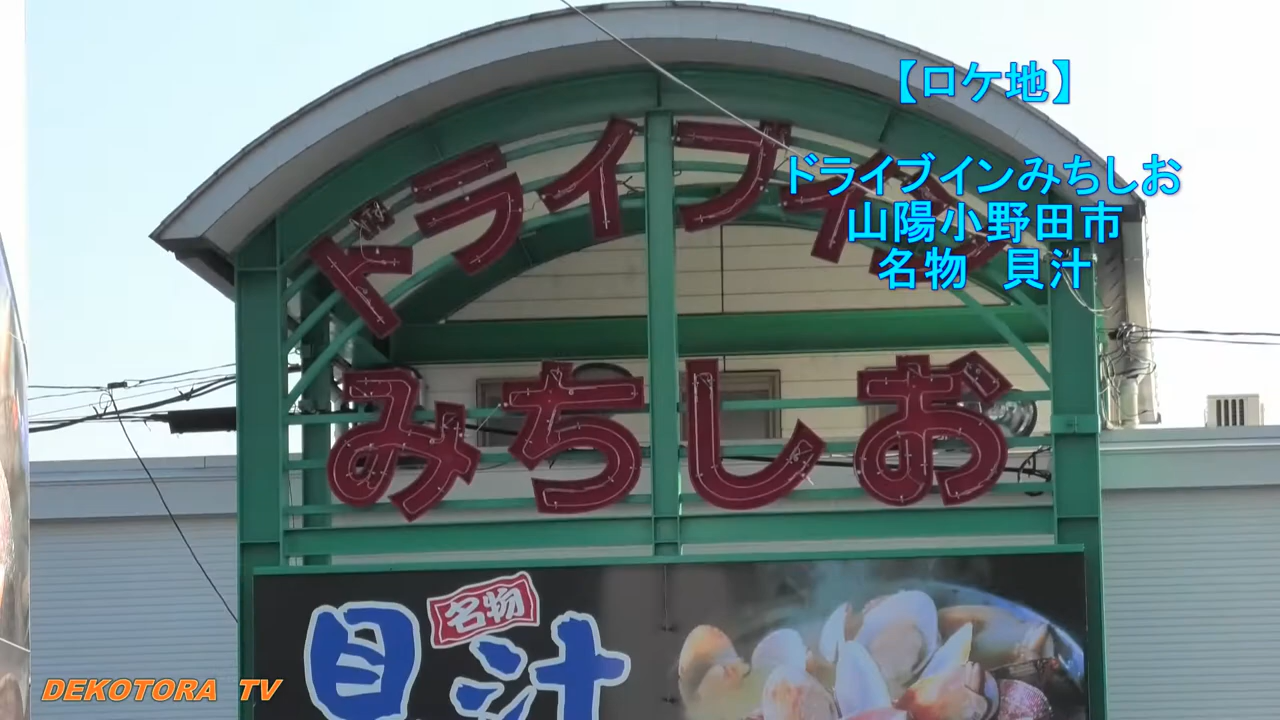 【ロケ地】
ドライブインみちしお
山陽小野田市
名物　貝汁
ドライブイン
みちしお
名物
貝汁
DEKOTORA TV